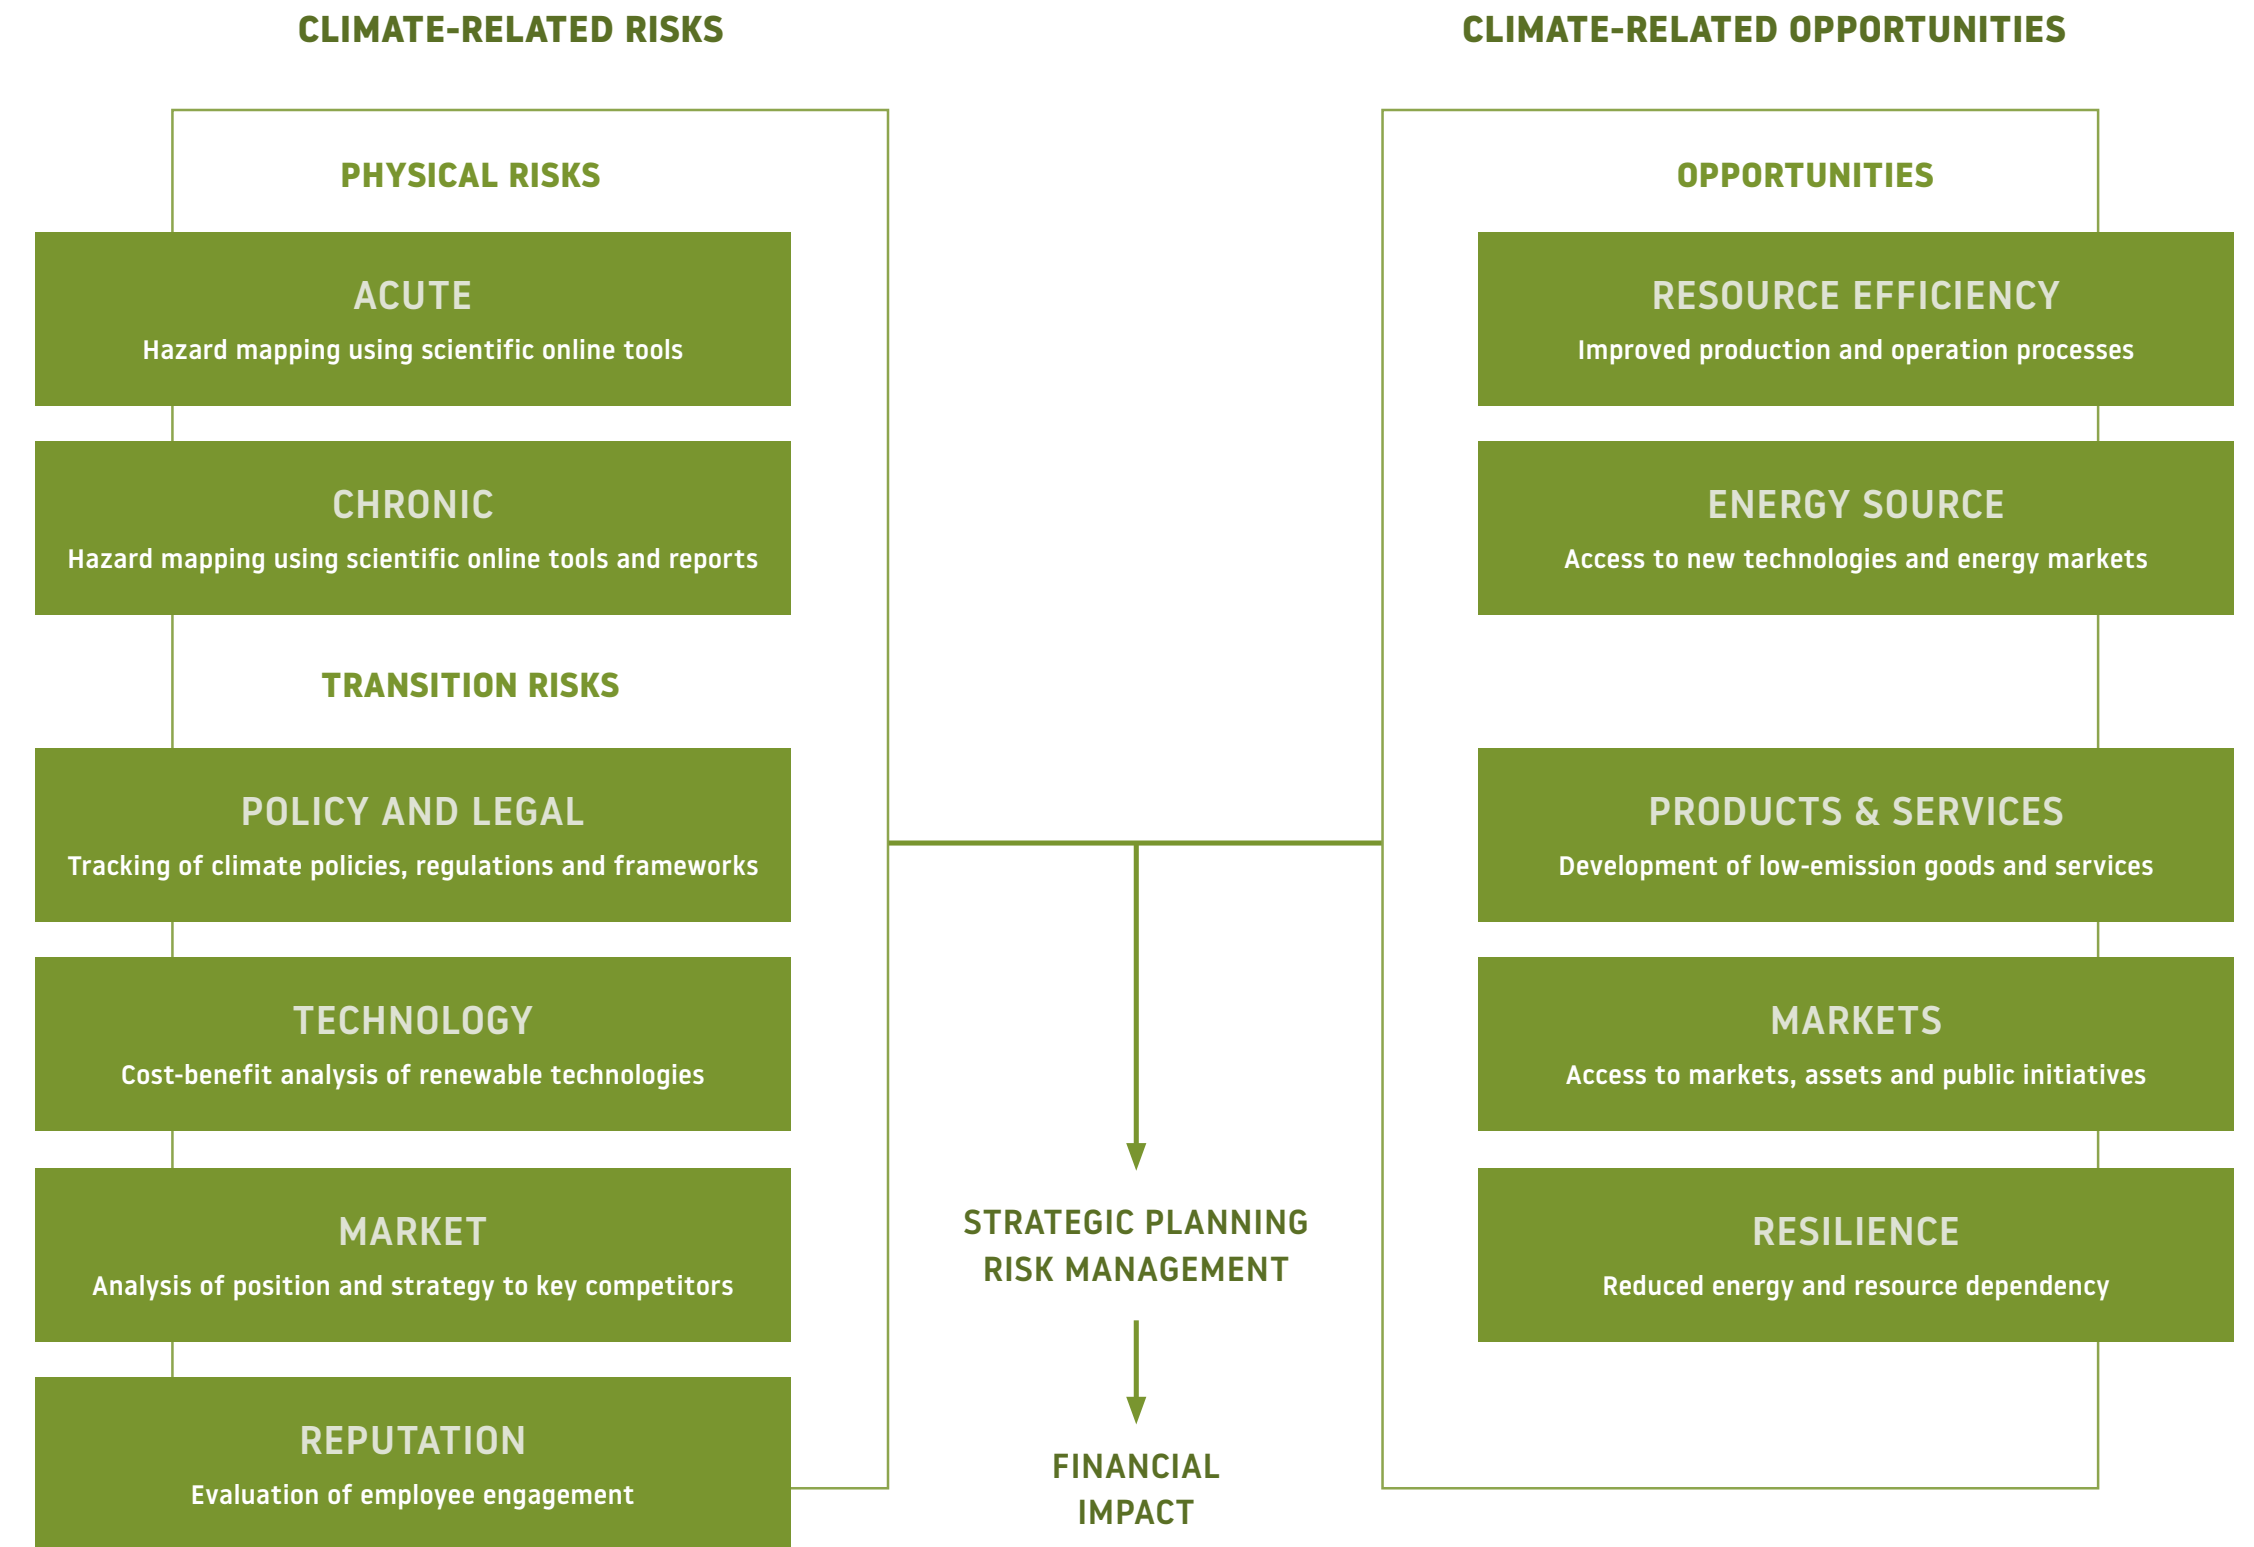 CLIMATE-RELATED RISKS
PHYSICAL RISKS
ACUTE
Hazard mapping using scientific online tools
CHRONIC
Hazard mapping using scientific online tools and reports
TRANSITION RISKS
POLICY AND LEGAL
Tracking of climate policies, regulations and frameworks
TECHNOLOGY
Cost-benefit analysis of renewable technologies
MARKET
Analysis of position and strategy to key competitors
REPUTATION
Evaluation of employee engagement
STRATEGIC PLANNING
RISK MANAGEMENT
FINANCIAL
IMPACT
CLIMATE-RELATED OPPORTUNITIES
OPPORTUNITIES
RESOURCE EFFICIENCY
Improved production and operation processes
ENERGY SOURCE
Access to new technologies and energy markets
PRODUCTS & SERVICES
Development of low-emission goods and services
MARKETS
Access to markets, assets and public initiatives
RESILIENCE
Reduced energy and resource dependency